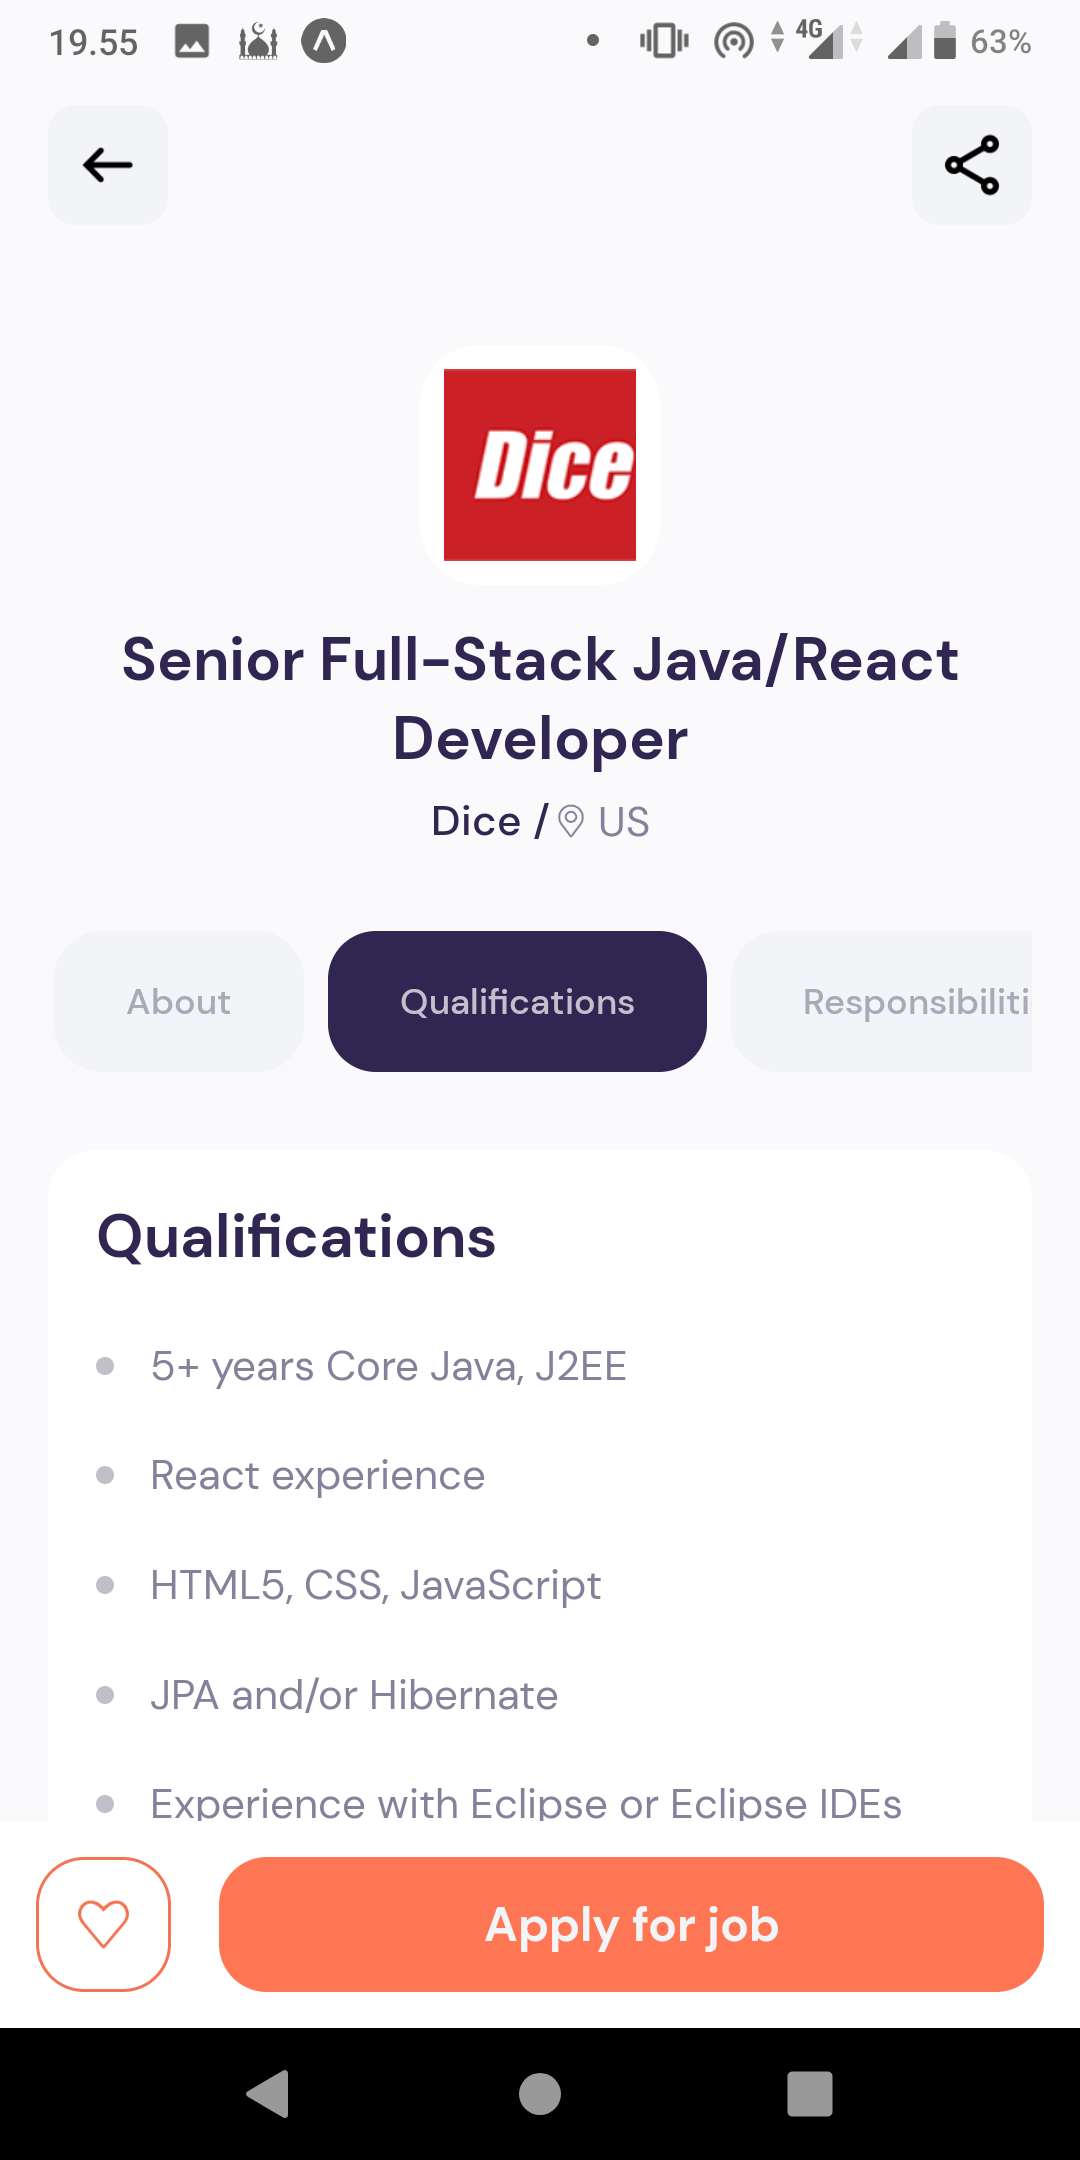 19.55
4G
63%
Dice
Senior Full-Stack Java/React
Developer
Dice / US
About
Qualifications
Responsibiliti
Qualifications
5+ years Core Java, J2EE
React experience
HTML5, CSS, JavaScript
JPA and/or Hibernate
Experience with Eclipse or Eclipse IDEs
Apply for job